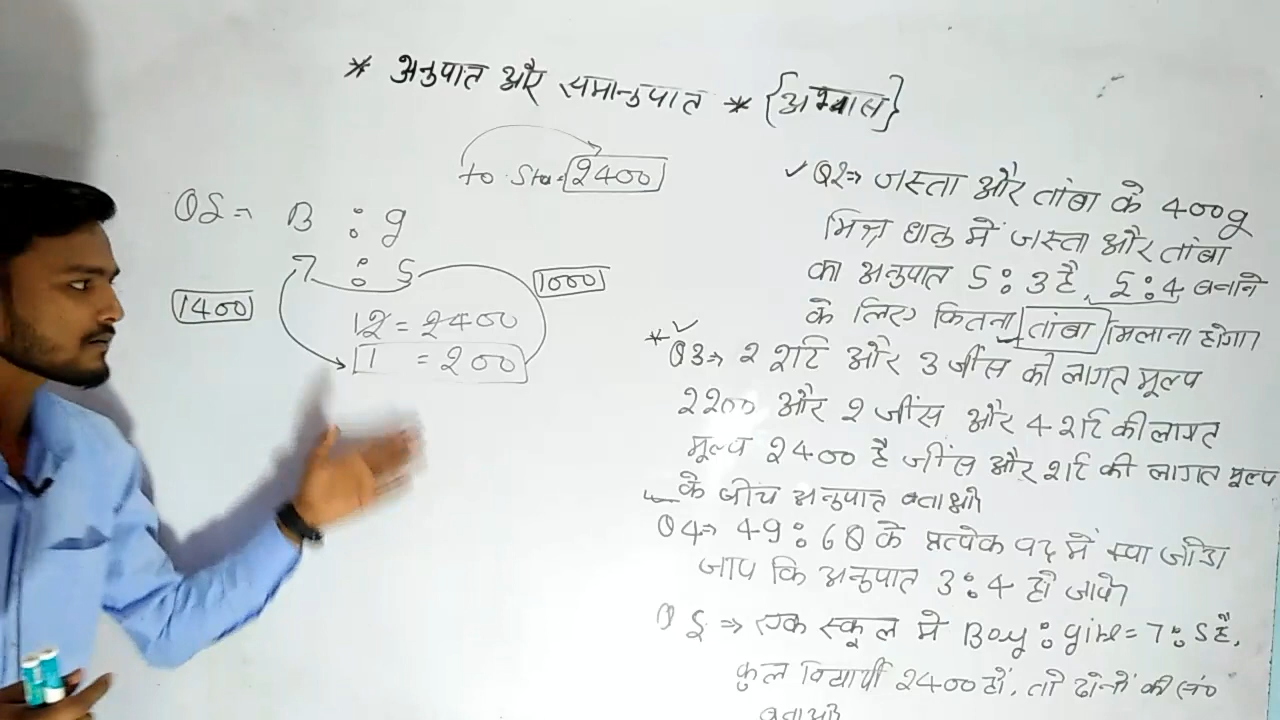 * अनुपात और समानुपात * {अभ्यास}
to. Stu. 2400
Q5= B : g
7 : 5
1400
1000
12 = 2400
1 = 200
✓Q2⇒ जस्ता और तांबा के 400g
मिश्र धातु में जस्ता और तांबा
का अनुपात 5:3 है, 5:4 बनाने
के लिए कितना तांबा मिलाना होगा।
*✓Q3⇒ 2 शर्ट और 3 जींस की लागत मूल्य
2200 और 2 जींस और 4 शर्ट की लागत
मूल्य 2400 है जींस और शर्ट की लागत मूल्य
के बीच अनुपात बताओ
Q4⇒ 49:68 के प्रत्येक पद में क्या जोड़ा
जाय कि अनुपात 3:4 हो जाये।
Q5⇒ एक स्कूल में Boy:girl=7:5 है,
कुल विद्यार्थी 2400 हों, तो दोनों की सं०
बताओ